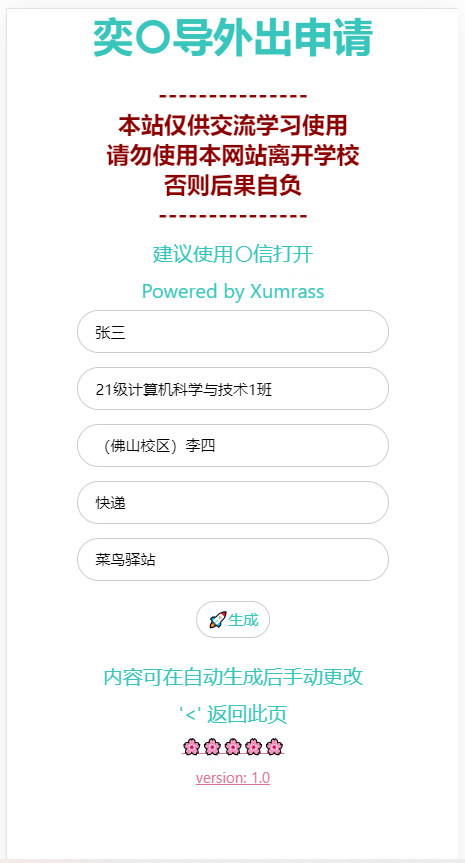 奕〇导外出申请
---------------
本站仅供交流学习使用
请勿使用本网站离开学校
否则后果自负
---------------
建议使用〇信打开
Powered by Xumrass
张三
21级计算机科学与技术1班
（佛山校区）李四
快递
菜鸟驿站
🚀生成
内容可在自动生成后手动更改
'<' 返回此页
🌸🌸🌸🌸🌸
version: 1.0